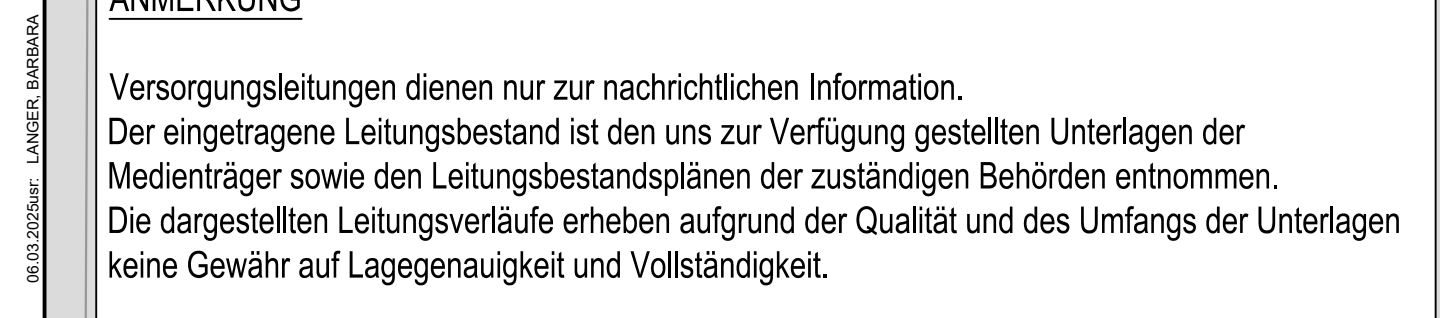 ANMERKUNG
Versorgungsleitungen dienen nur zur nachrichtlichen Information.
Der eingetragene Leitungsbestand ist den uns zur Verfügung gestellten Unterlagen der
Medienträger sowie den Leitungsbestandsplänen der zuständigen Behörden entnommen.
Die dargestellten Leitungsverläufe erheben aufgrund der Qualität und des Umfangs der Unterlagen
keine Gewähr auf Lagegenauigkeit und Vollständigkeit.
06.03.2025usr: LANGER, BARBARA